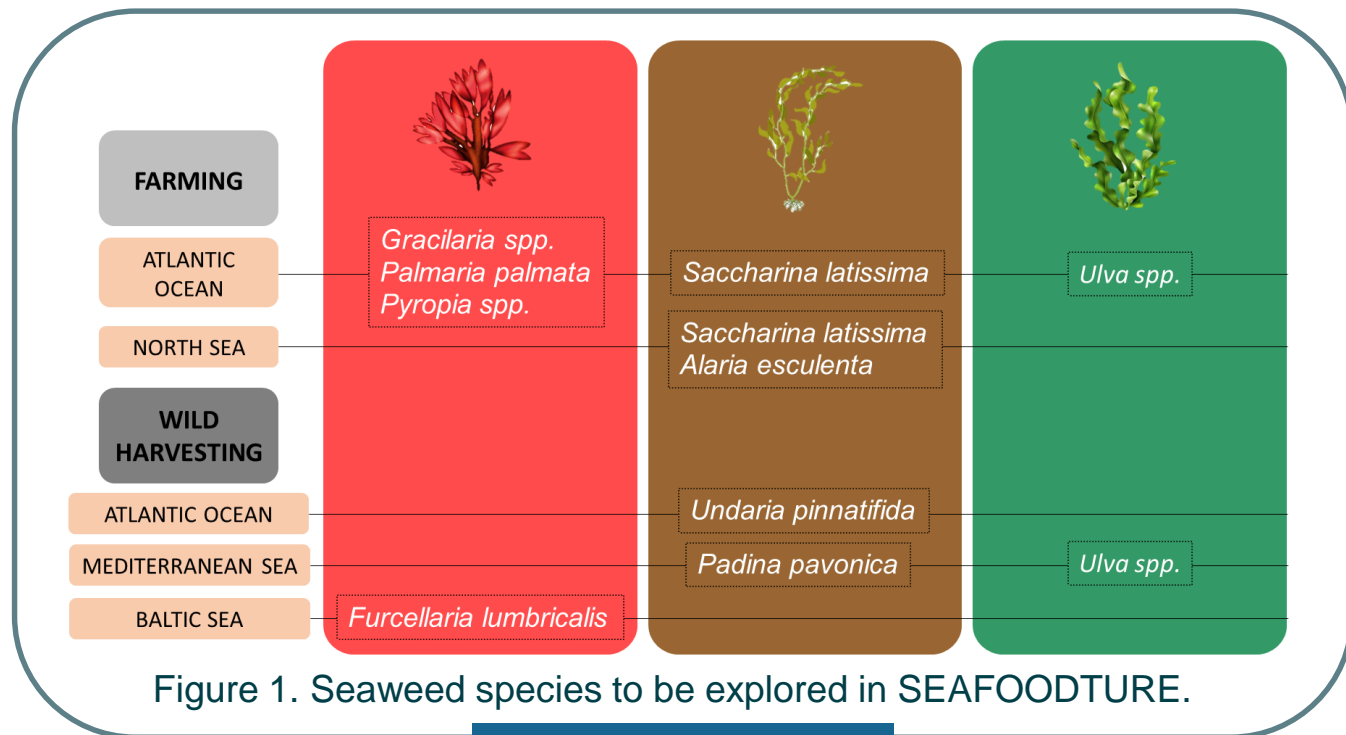 FARMING
ATLANTIC
OCEAN
Gracilaria spp.
Palmaria palmata
Pyropia spp.
Saccharina latissima
Ulva spp.
NORTH SEA
Saccharina latissima
Alaria esculenta
WILD
HARVESTING
ATLANTIC OCEAN
Undaria pinnatifida
MEDITERRANEAN SEA
Padina pavonica
Ulva spp.
BALTIC SEA
Furcellaria lumbricalis
Figure 1. Seaweed species to be explored in SEAFOODTURE.